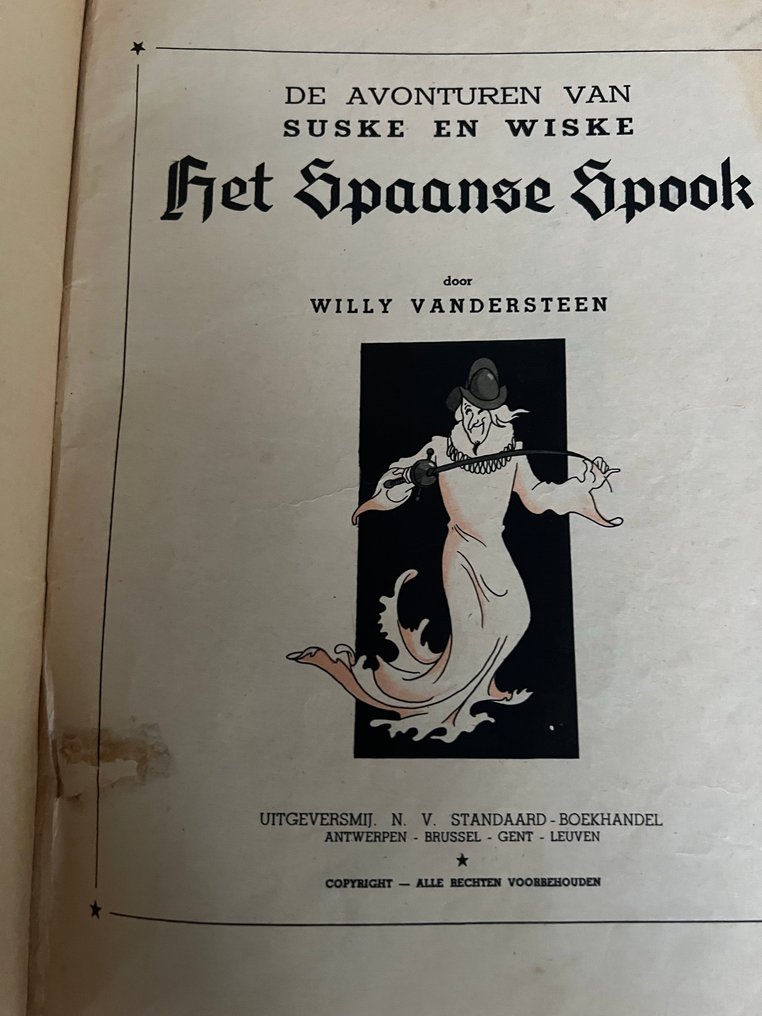 DE AVONTUREN VAN
SUSKE EN WISKE
Het Spaanse Spook
door
WILLY VANDERSTEEN
UITGEVERSMIJ. N. V. STANDAARD-BOEKHANDEL
ANTWERPEN - BRUSSEL - GENT - LEUVEN
COPYRIGHT — ALLE RECHTEN VOORBEHOUDEN